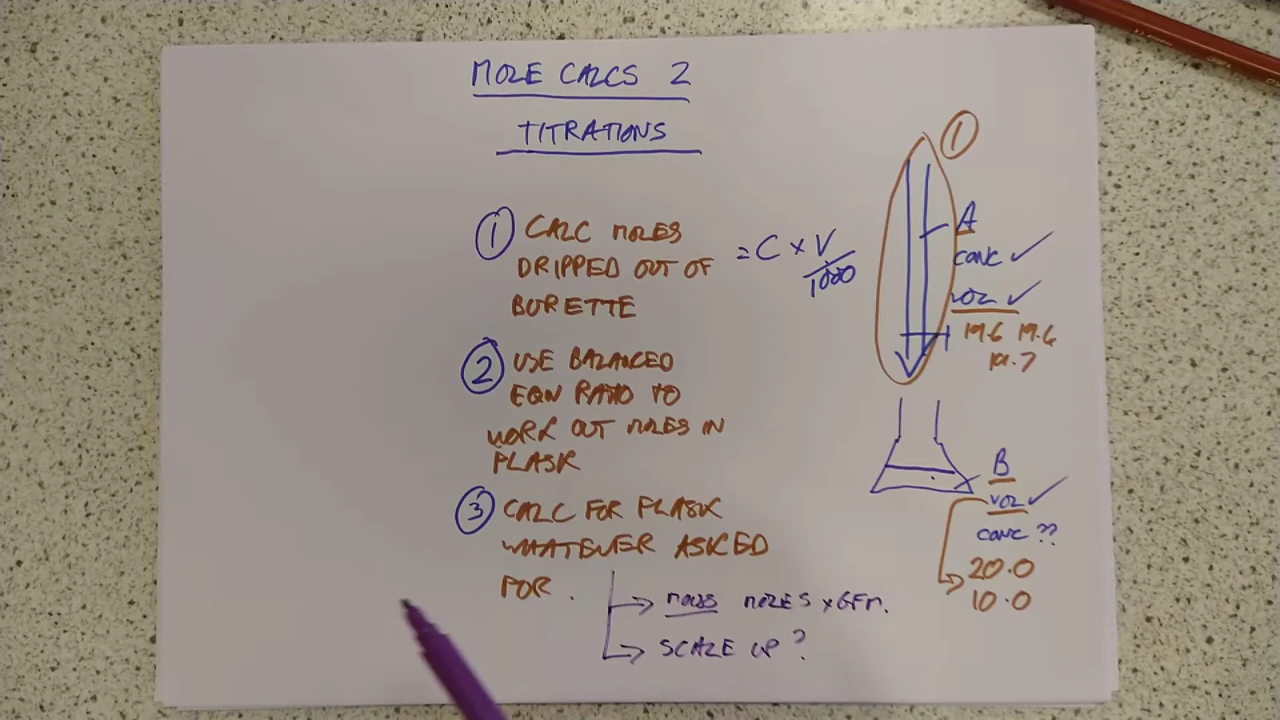 MOLE CALCS 2
TITRATIONS
① CALC MOLES
DRIPPED OUT OF
BURETTE
= C × V/1000
② USE BALANCED
EQN RATIO TO
WORK OUT MOLES IN
FLASK
③ CALC FOR FLASK
WHATEVER ASKED
FOR.
→ MASS MOLES × GFM.
→ SCALE UP?
①
A
CONC ✓
VOL ✓
19.6 19.6
19.7
B
VOL ✓
CONC ??
20.0
10.0